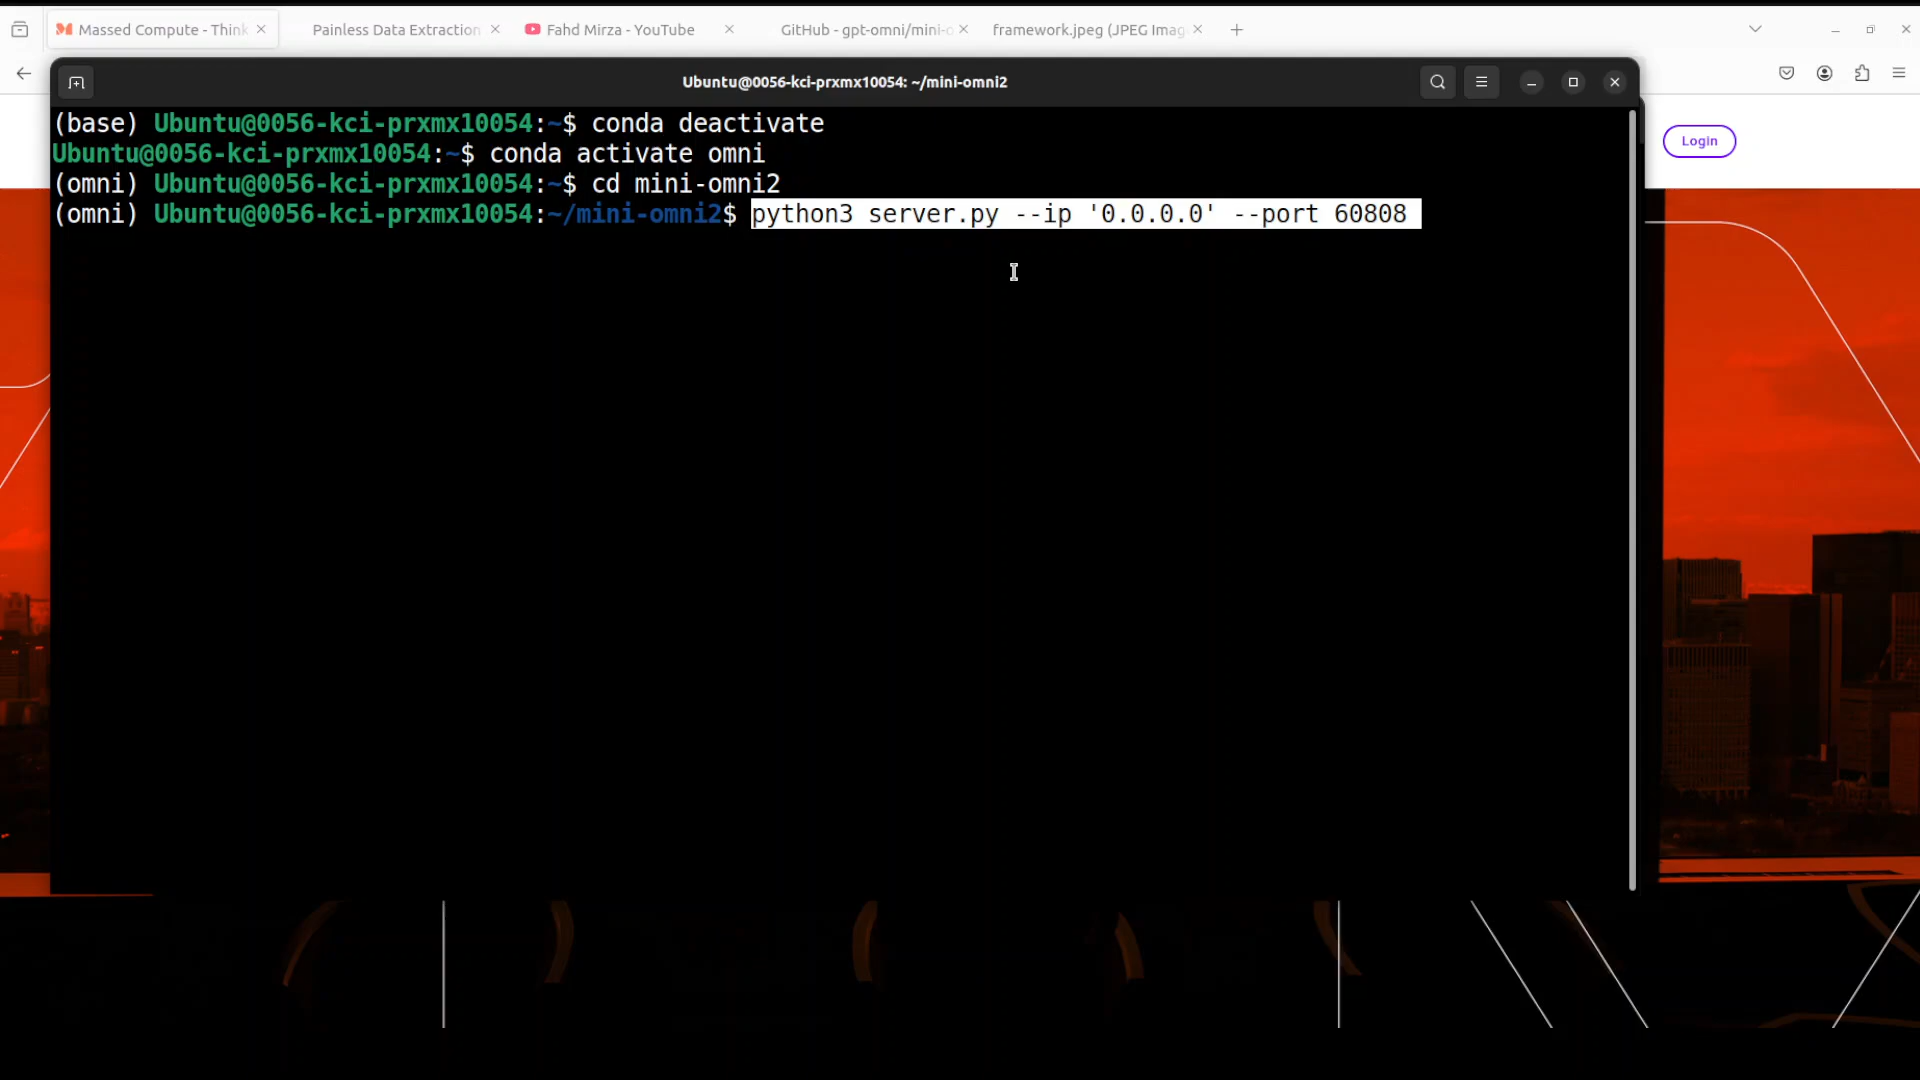 Massed Compute - Think
Painless Data Extraction
Fahd Mirza - YouTube
GitHub - gpt-omni/mini-o
framework.jpeg (JPEG Imag
Ubuntu@0056-kci-prxmx10054: ~/mini-omni2
Login
(base) Ubuntu@0056-kci-prxmx10054:~$ conda deactivate
Ubuntu@0056-kci-prxmx10054:~$ conda activate omni
(omni) Ubuntu@0056-kci-prxmx10054:~$ cd mini-omni2
(omni) Ubuntu@0056-kci-prxmx10054:~/mini-omni2$ python3 server.py --ip '0.0.0.0' --port 60808